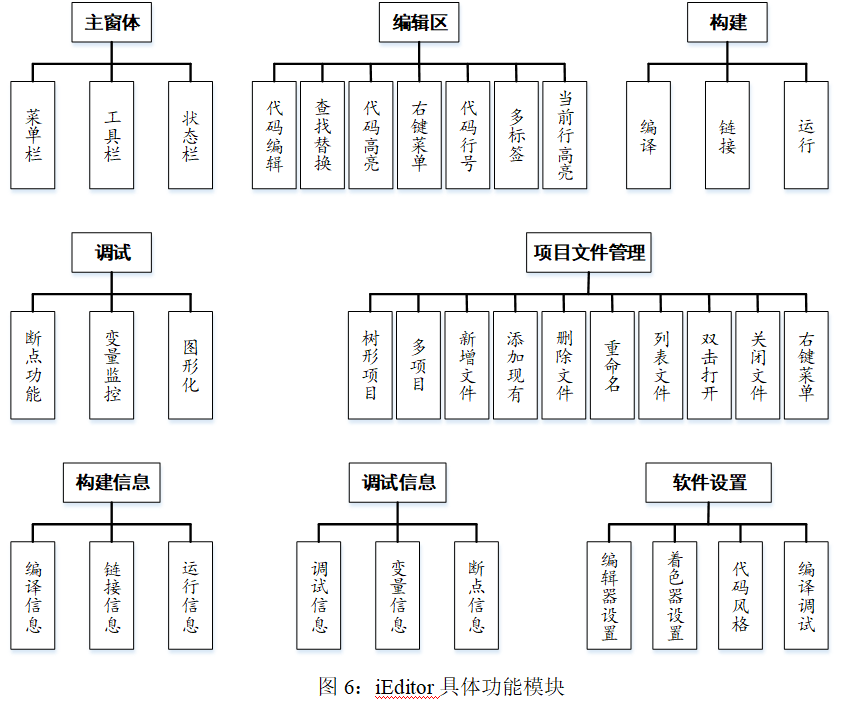 主窗体
编辑区
构建
菜单栏
工具栏
状态栏
代码编辑
查找替换
代码高亮
右键菜单
代码行号
多标签
当前行高亮
编译
链接
运行
调试
项目文件管理
断点功能
变量监控
图形化
树形项目
多项目
新增文件
添加现有
删除文件
重命名
列表文件
双击打开
关闭文件
右键菜单
构建信息
调试信息
软件设置
编译信息
链接信息
运行信息
调试信息
变量信息
断点信息
编辑器设置
着色器设置
代码风格
编译调试
图 6：iEditor 具体功能模块